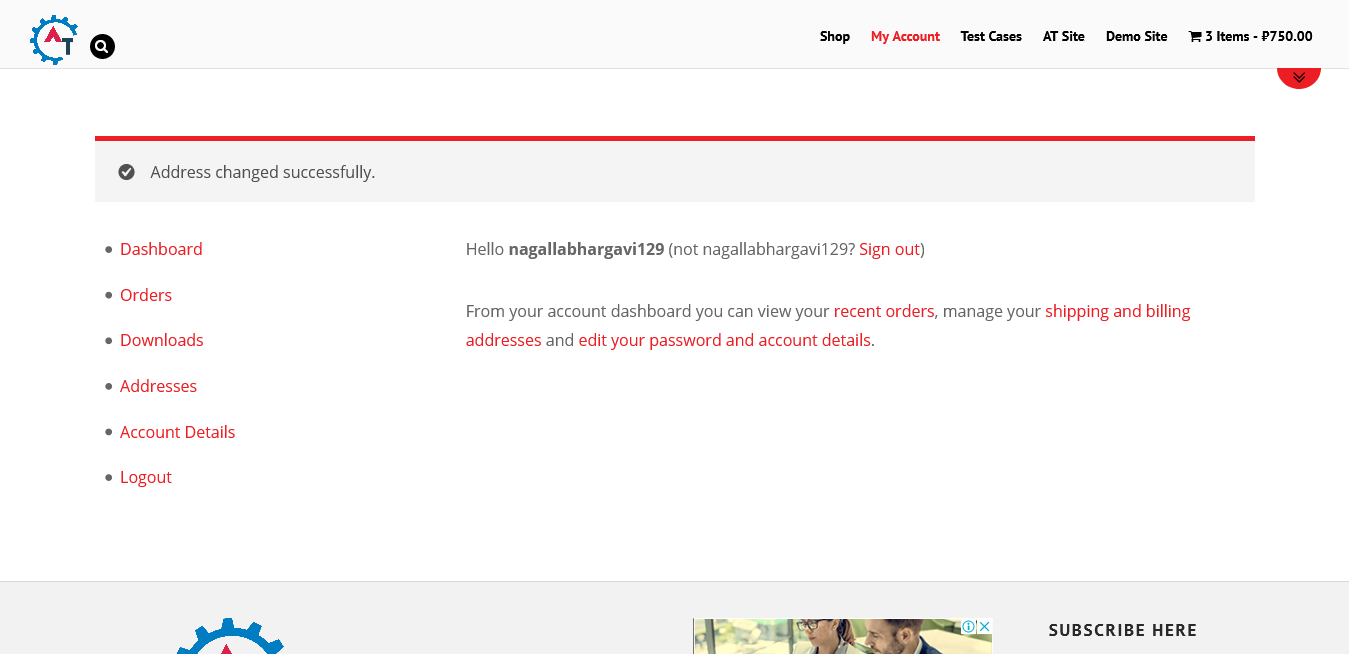 AT
Shop
My Account
Test Cases
AT Site
Demo Site
3 Items - ₽750.00
Address changed successfully.
Dashboard
Orders
Downloads
Addresses
Account Details
Logout
Hello nagallabhargavi129 (not nagallabhargavi129? Sign out)
From your account dashboard you can view your recent orders, manage your shipping and billing
addresses and edit your password and account details.
SUBSCRIBE HERE